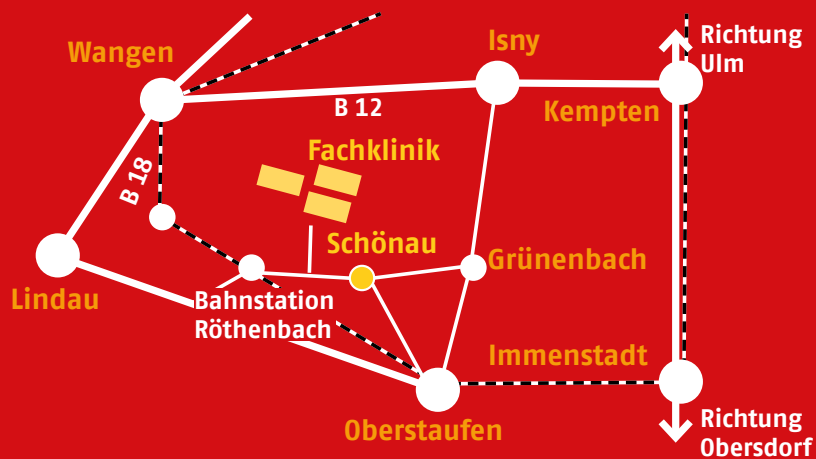 Wangen
Isny
Richtung
Ulm
B 12
Kempten
Fachklinik
B 18
Schönau
Grünenbach
Lindau
Bahnstation
Röthenbach
Immenstadt
Oberstaufen
Richtung
Obersdorf